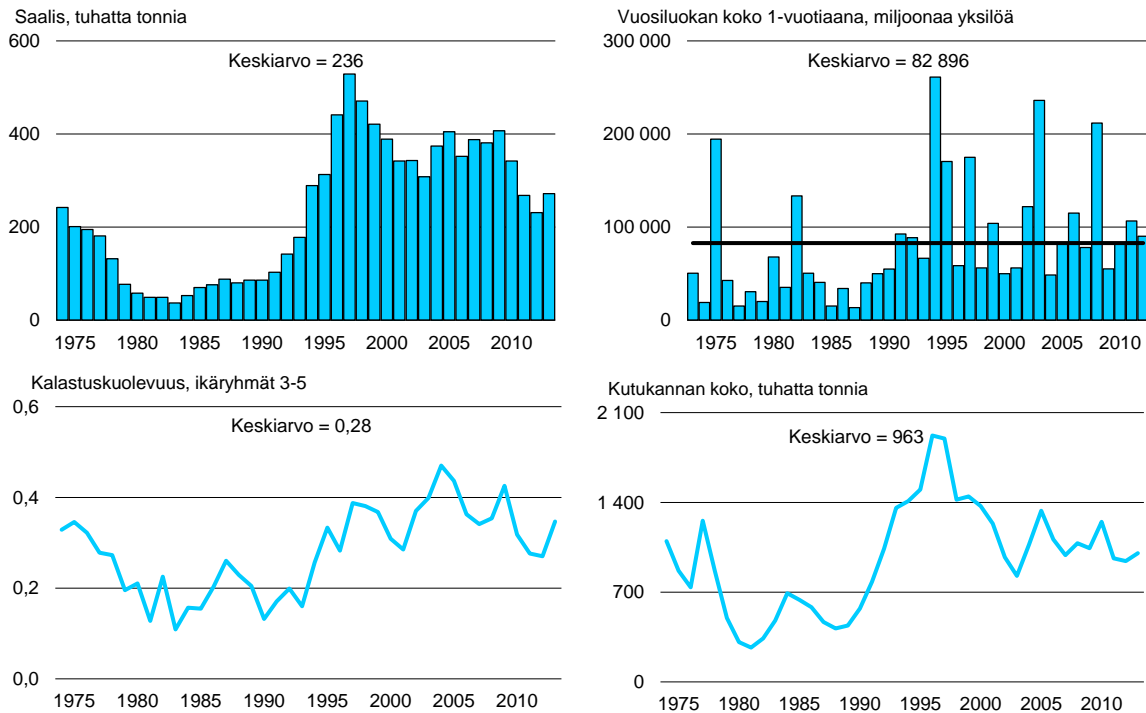 Saalis, tuhatta tonnia
600
Keskiarvo = 236
400
200
0
1975 1980 1985 1990 1995 2000 2005 2010
Vuosiluokan koko 1-vuotiaana, miljoonaa yksilöä
300 000
Keskiarvo = 82 896
200 000
100 000
0
1975 1980 1985 1990 1995 2000 2005 2010
Kalastuskuolevuus, ikäryhmät 3-5
0,6
Keskiarvo = 0,28
0,4
0,2
0,0
1975 1980 1985 1990 1995 2000 2005 2010
Kutukannan koko, tuhatta tonnia
2 100
Keskiarvo = 963
1 400
700
0
1975 1980 1985 1990 1995 2000 2005 2010